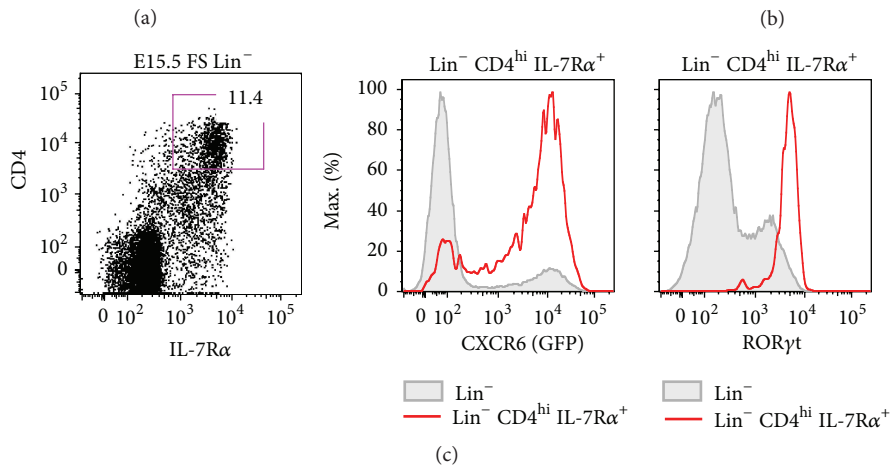 (a)
(b)
E15.5 FS Lin⁻
11.4
CD4
10⁵
10⁴
10³
10²
0
0 10² 10³ 10⁴ 10⁵
IL-7Rα
Lin⁻ CD4ʰⁱ IL-7Rα⁺
Max. (%)
100
80
60
40
20
0
0 10² 10³ 10⁴ 10⁵
CXCR6 (GFP)
Lin⁻
Lin⁻ CD4ʰⁱ IL-7Rα⁺
Lin⁻ CD4ʰⁱ IL-7Rα⁺
0 10² 10³ 10⁴ 10⁵
RORγt
Lin⁻
Lin⁻ CD4ʰⁱ IL-7Rα⁺
(c)